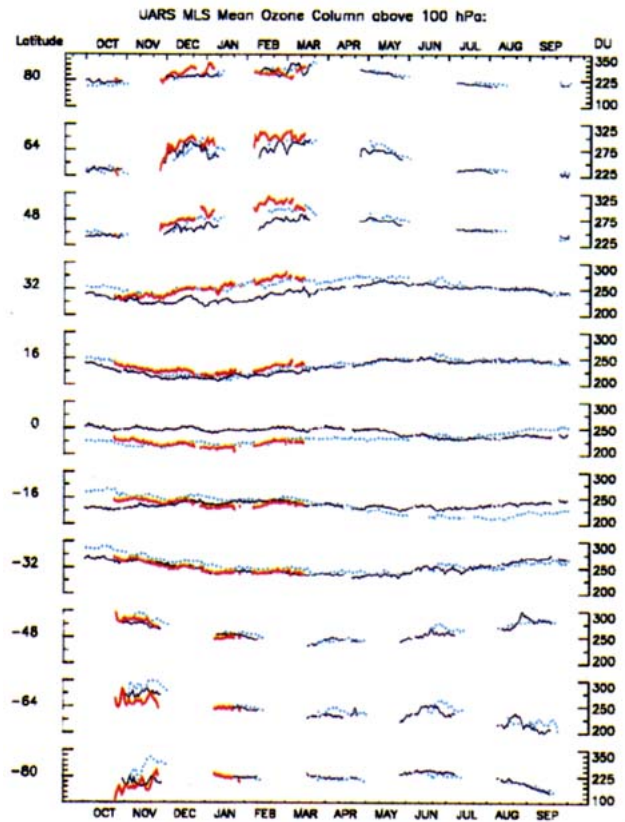 UARS MLS Mean Ozone Column above 100 hPa:
Latitude OCT NOV DEC JAN FEB MAR APR MAY JUN JUL AUG SEP DU
80 350 225 100
64 325 275 225
48 325 275 225
32 300 250 200
16 300 250 200
0 300 250 200
-16 300 250 200
-32 300 250 200
-48 300 250 200
-64 300 250 200
-80 350 225 100
OCT NOV DEC JAN FEB MAR APR MAY JUN JUL AUG SEP